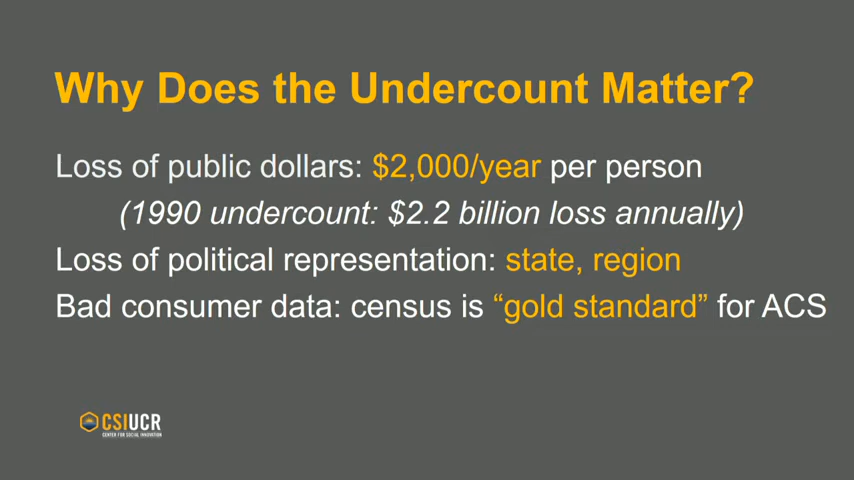 Why Does the Undercount Matter?
Loss of public dollars: $2,000/year per person
(1990 undercount: $2.2 billion loss annually)
Loss of political representation: state, region
Bad consumer data: census is “gold standard” for ACS
CSIUCR
CENTER FOR SOCIAL INNOVATION